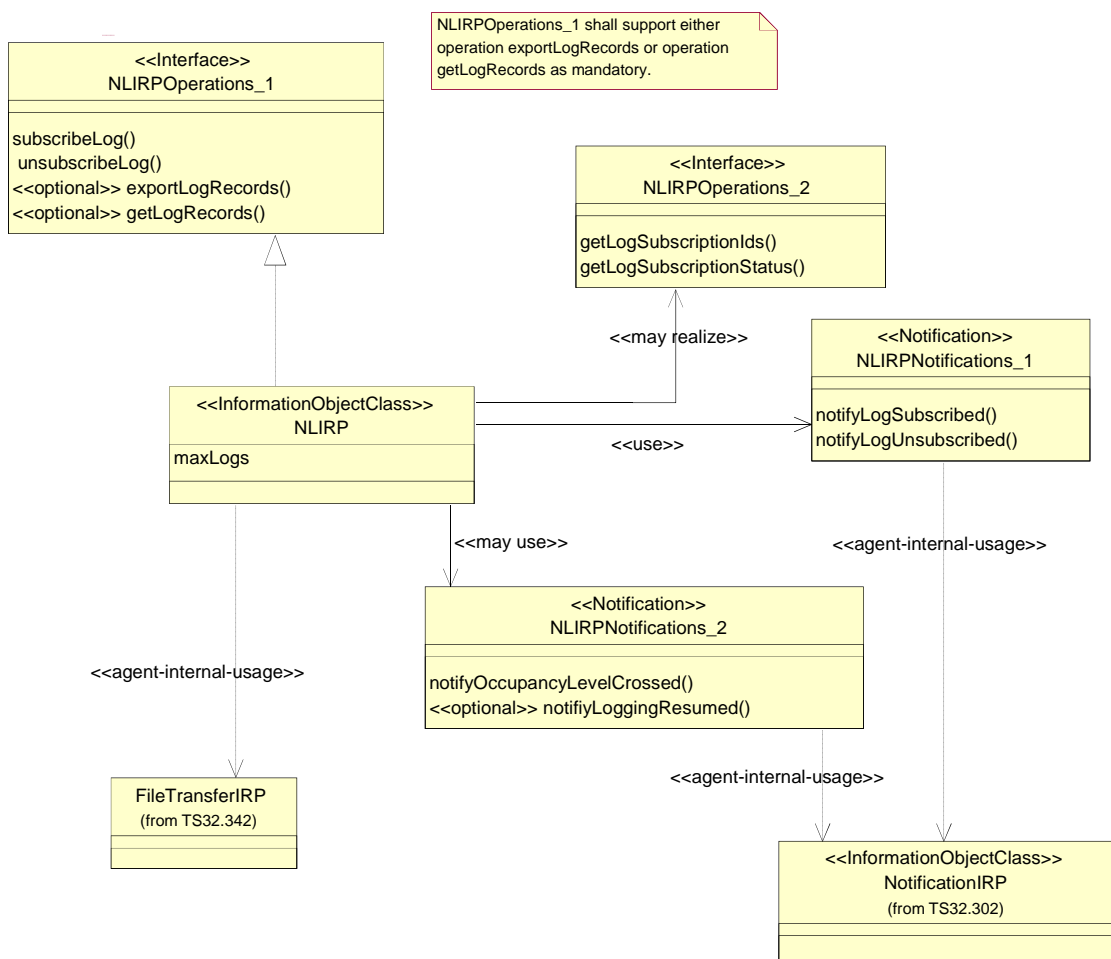 NLIRPOperations_1 shall support either
operation exportLogRecords or operation
getLogRecords as mandatory.
<<Interface>>
NLIRPOperations_1
subscribeLog()
unsubscribeLog()
<<optional>> exportLogRecords()
<<optional>> getLogRecords()
<<Interface>>
NLIRPOperations_2
getLogSubscriptionIds()
getLogSubscriptionStatus()
<<may realize>>
<<Notification>>
NLIRPNotifications_1
notifyLogSubscribed()
notifyLogUnsubscribed()
<<InformationObjectClass>>
NLIRP
maxLogs
<<use>>
<<may use>>
<<agent-internal-usage>>
<<Notification>>
NLIRPNotifications_2
notifyOccupancyLevelCrossed()
<<optional>> notifiyLoggingResumed()
<<agent-internal-usage>>
<<agent-internal-usage>>
FileTransferIRP
(from TS32.342)
<<InformationObjectClass>>
NotificationIRP
(from TS32.302)